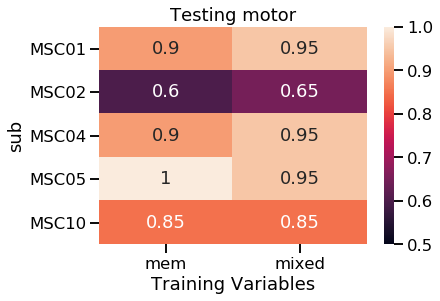 Testing motor
MSC01 0.9 0.95 1.0
0.9
MSC02 0.6 0.65
0.8
sub MSC04 0.9 0.95
0.7
MSC05 1 0.95
0.6
MSC10 0.85 0.85
0.5
mem mixed
Training Variables